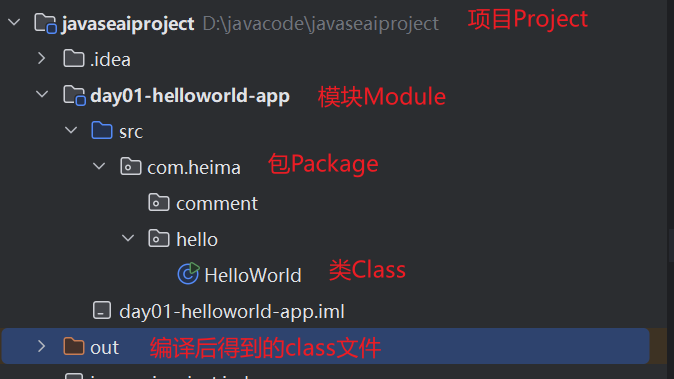 javaseaiproject D:\javacode\javaseaiproject 项目Project
.idea
day01-helloworld-app 模块Module
src
com.heima 包Package
comment
hello
HelloWorld 类Class
day01-helloworld-app.iml
out 编译后得到的class文件